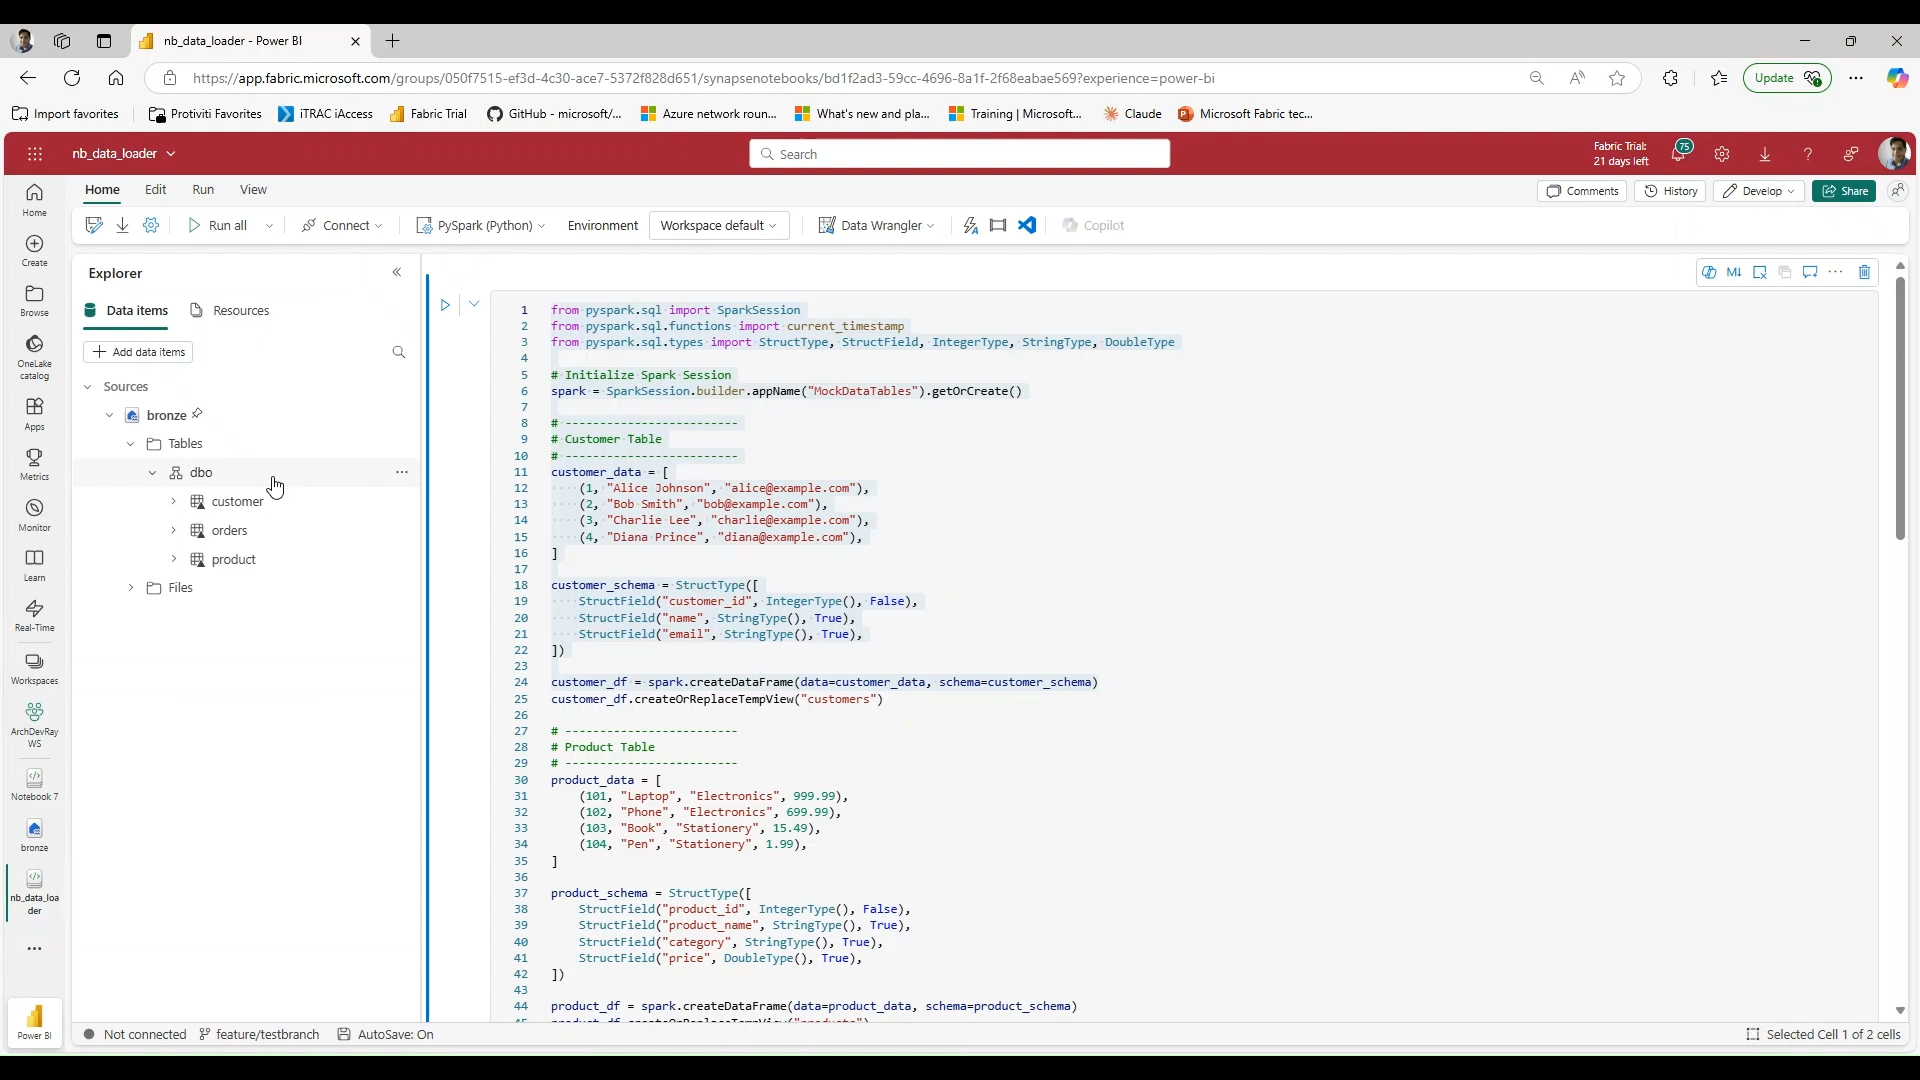 nb_data_loader - Power BI
https://app.fabric.microsoft.com/groups/050f7515-ef3d-4c30-ace7-5372f828d651/synapsenotebooks/bd1f2ad3-59cc-4696-8a1f-2f68eabae569?experience=power-bi
Update
Import favorites
Protiviti Favorites
iTRAC iAccess
Fabric Trial
GitHub - microsoft/...
Azure network roun...
What's new and pla...
Training | Microsoft...
Claude
Microsoft Fabric tec...
nb_data_loader
Search
Fabric Trial:
21 days left
75
Home Edit Run View
Comments History Develop Share
Run all
Connect
PySpark (Python)
Environment
Workspace default
Data Wrangler
Copilot
Home
Create
Browse
OneLake
catalog
Apps
Metrics
Monitor
Learn
Real-Time
Workspaces
ArchDevRay
WS
Notebook 7
bronze
nb_data_loa
der
Power BI
Explorer
Data items Resources
Add data items
Sources
bronze
Tables
dbo
customer
orders
product
Files
1 from pyspark.sql import SparkSession
2 from pyspark.sql.functions import current_timestamp
3 from pyspark.sql.types import StructType, StructField, IntegerType, StringType, DoubleType
4
5 # Initialize Spark Session
6 spark = SparkSession.builder.appName("MockDataTables").getOrCreate()
7
8 # -------------------------
9 # Customer Table
10 # -------------------------
11 customer_data = [
12 (1, "Alice Johnson", "alice@example.com"),
13 (2, "Bob Smith", "bob@example.com"),
14 (3, "Charlie Lee", "charlie@example.com"),
15 (4, "Diana Prince", "diana@example.com"),
16 ]
17
18 customer_schema = StructType([
19 StructField("customer_id", IntegerType(), False),
20 StructField("name", StringType(), True),
21 StructField("email", StringType(), True),
22 ])
23
24 customer_df = spark.createDataFrame(data=customer_data, schema=customer_schema)
25 customer_df.createOrReplaceTempView("customers")
26
27 # -------------------------
28 # Product Table
29 # -------------------------
30 product_data = [
31 (101, "Laptop", "Electronics", 999.99),
32 (102, "Phone", "Electronics", 699.99),
33 (103, "Book", "Stationery", 15.49),
34 (104, "Pen", "Stationery", 1.99),
35 ]
36
37 product_schema = StructType([
38 StructField("product_id", IntegerType(), False),
39 StructField("product_name", StringType(), True),
40 StructField("category", StringType(), True),
41 StructField("price", DoubleType(), True),
42 ])
43
44 product_df = spark.createDataFrame(data=product_data, schema=product_schema)
Not connected
feature/testbranch
AutoSave: On
Selected Cell 1 of 2 cells